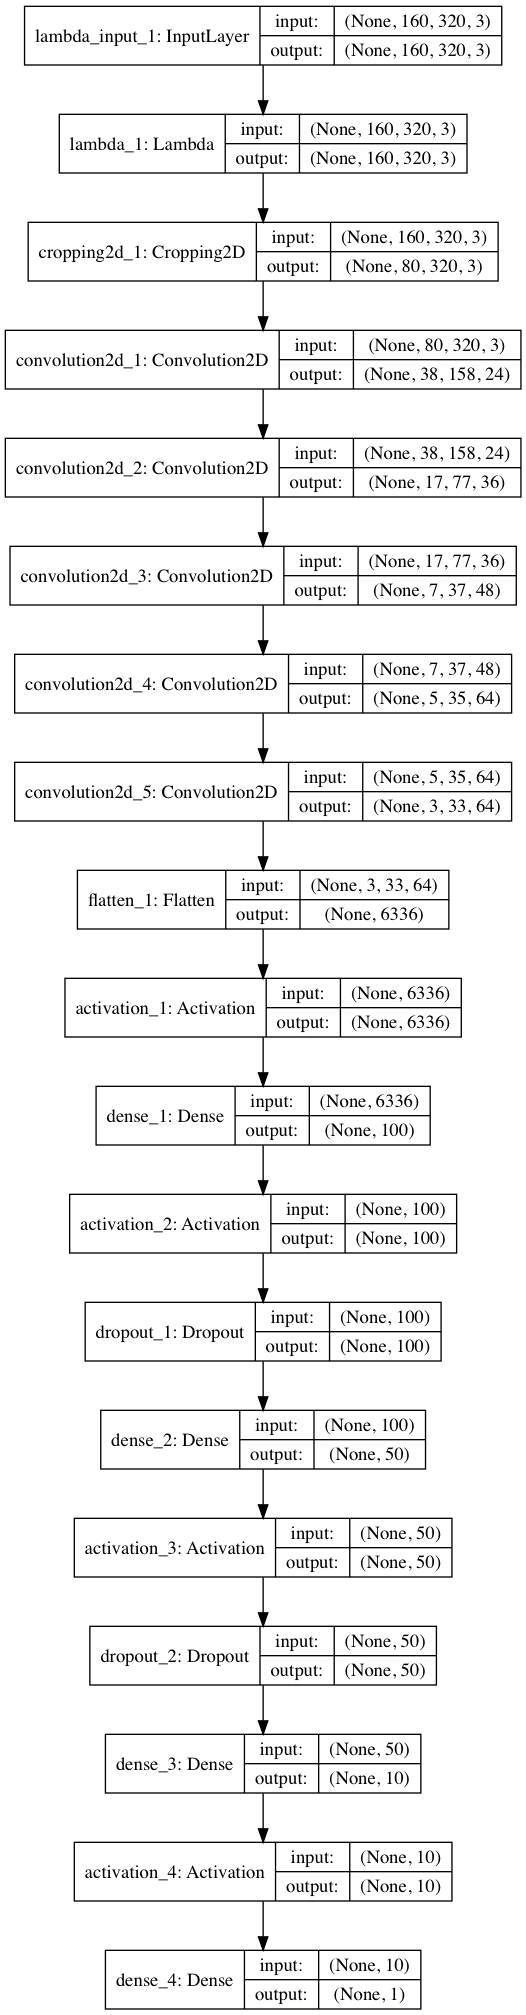 lambda_input_1: InputLayer
input: (None, 160, 320, 3)
output: (None, 160, 320, 3)
lambda_1: Lambda
input: (None, 160, 320, 3)
output: (None, 160, 320, 3)
cropping2d_1: Cropping2D
input: (None, 160, 320, 3)
output: (None, 80, 320, 3)
convolution2d_1: Convolution2D
input: (None, 80, 320, 3)
output: (None, 38, 158, 24)
convolution2d_2: Convolution2D
input: (None, 38, 158, 24)
output: (None, 17, 77, 36)
convolution2d_3: Convolution2D
input: (None, 17, 77, 36)
output: (None, 7, 37, 48)
convolution2d_4: Convolution2D
input: (None, 7, 37, 48)
output: (None, 5, 35, 64)
convolution2d_5: Convolution2D
input: (None, 5, 35, 64)
output: (None, 3, 33, 64)
flatten_1: Flatten
input: (None, 3, 33, 64)
output: (None, 6336)
activation_1: Activation
input: (None, 6336)
output: (None, 6336)
dense_1: Dense
input: (None, 6336)
output: (None, 100)
activation_2: Activation
input: (None, 100)
output: (None, 100)
dropout_1: Dropout
input: (None, 100)
output: (None, 100)
dense_2: Dense
input: (None, 100)
output: (None, 50)
activation_3: Activation
input: (None, 50)
output: (None, 50)
dropout_2: Dropout
input: (None, 50)
output: (None, 50)
dense_3: Dense
input: (None, 50)
output: (None, 10)
activation_4: Activation
input: (None, 10)
output: (None, 10)
dense_4: Dense
input: (None, 10)
output: (None, 1)